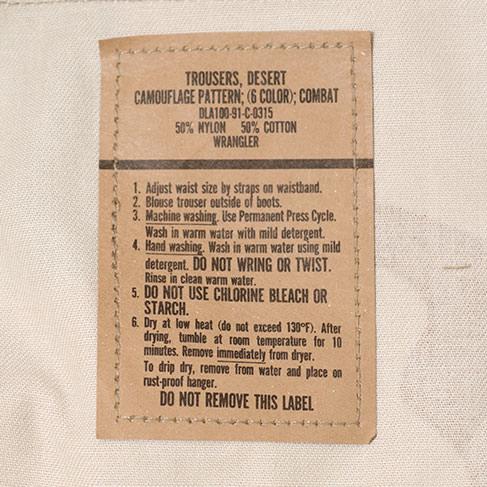 TROUSERS, DESERT
CAMOUFLAGE PATTERN; (6 COLOR); COMBAT
DLA100-91-C-0315
50% NYLON 50% COTTON
WRANGLER
1. Adjust waist size by straps on waistband.
2. Blouse trouser outside of boots.
3. Machine washing. Use Permanent Press Cycle.
Wash in warm water with mild detergent.
4. Hand washing. Wash in warm water using mild
detergent. DO NOT WRING OR TWIST.
Rinse in clean warm water.
5. DO NOT USE CHLORINE BLEACH OR
STARCH.
6. Dry at low heat (do not exceed 130°F). After
drying, tumble at room temperature for 10
minutes. Remove immediately from dryer.
To drip dry, remove from water and place on
rust-proof hanger.
DO NOT REMOVE THIS LABEL